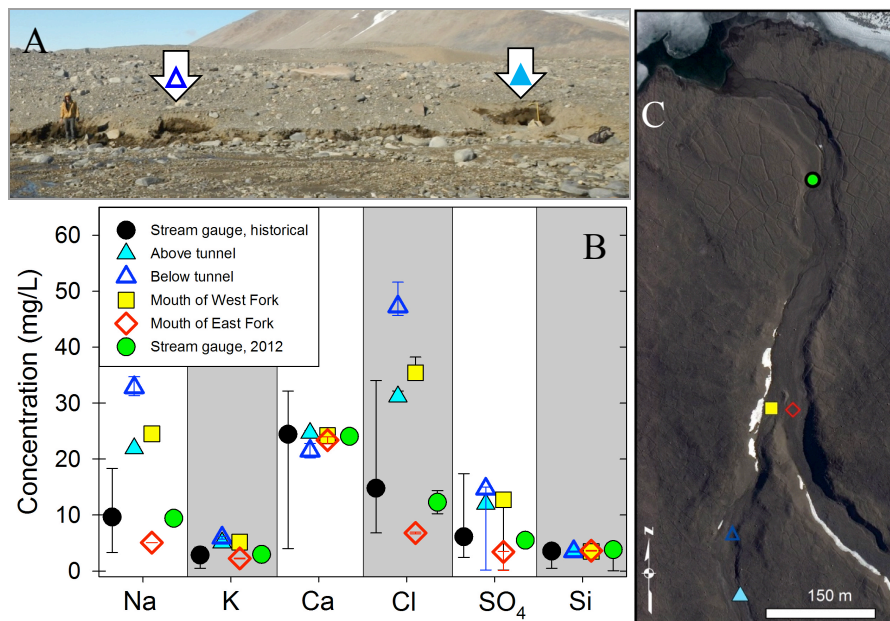 A
B
C
Concentration (mg/L)
60
50
40
30
20
10
0
Stream gauge, historical
Above tunnel
Below tunnel
Mouth of West Fork
Mouth of East Fork
Stream gauge, 2012
Na K Ca Cl SO4 Si
N
150 m